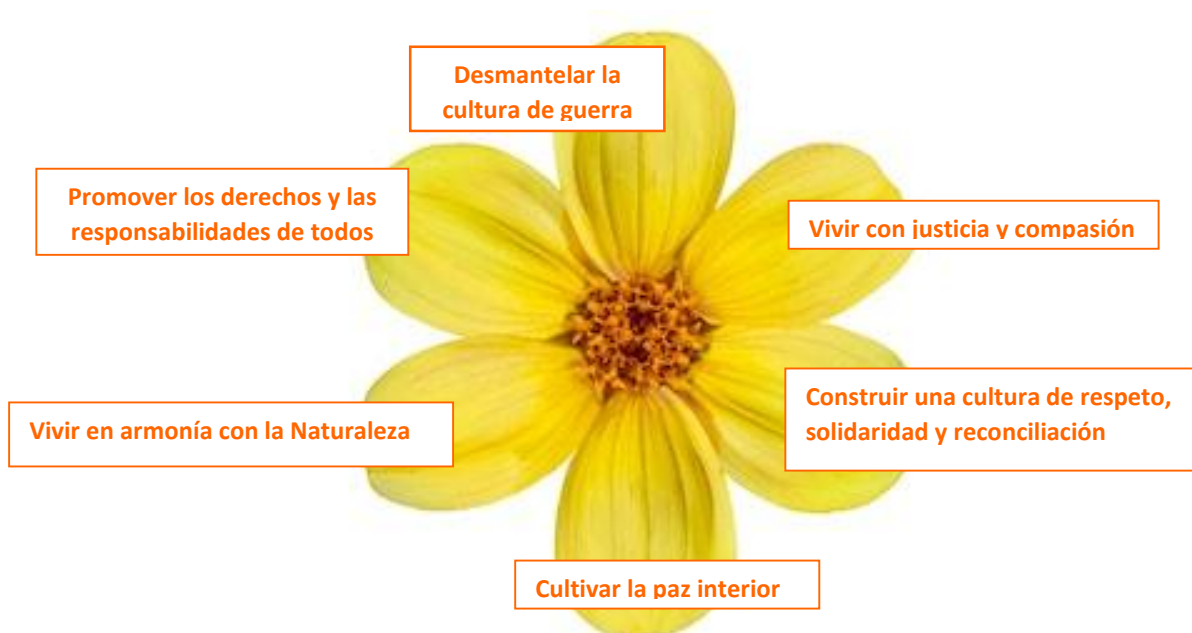 Desmantelar la
cultura de guerra
Promover los derechos y las
responsabilidades de todos
Vivir con justicia y compasión
Construir una cultura de respeto,
solidaridad y reconciliación
Vivir en armonía con la Naturaleza
Cultivar la paz interior